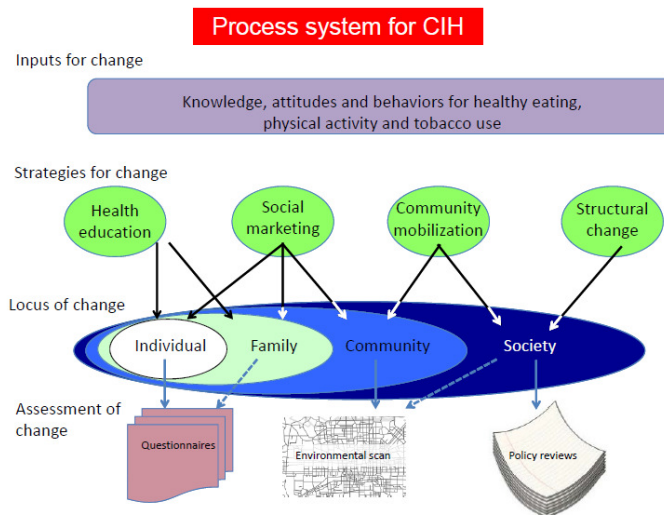 Process system for CIH
Inputs for change
Knowledge, attitudes and behaviors for healthy eating,
physical activity and tobacco use
Strategies for change
Health
education
Social
marketing
Community
mobilization
Structural
change
Locus of change
Individual
Family
Community
Society
Assessment of
change
Questionnaires
Environmental scan
Policy reviews